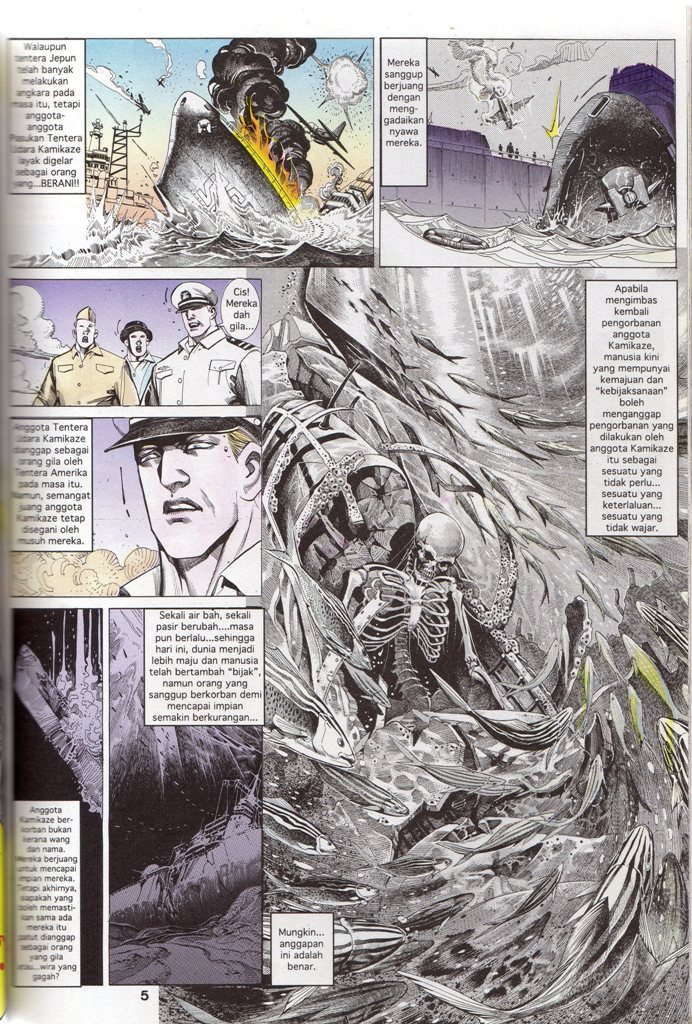 Walaupun
tentera Jepun
telah banyak
melakukan
angkara pada
masa itu, tetapi
anggota-
anggota
Pasukan Tentera
Udara Kamikaze
layak digelar
sebagai orang
yang...BERANI!!
Mereka
sanggup
berjuang
dengan
meng-
gadaikan
nyawa
mereka.
Cis!
Mereka
dah
gila...
Apabila
mengimbas
kembali
pengorbanan
anggota
Kamikaze,
manusia kini
yang mempunyai
kemajuan dan
“kebijaksanaan”
boleh
menganggap
pengorbanan yang
dilakukan oleh
anggota Kamikaze
itu sebagai
sesuatu yang
tidak perlu...
sesuatu yang
keterlaluan...
sesuatu yang
tidak wajar.
Anggota Tentera
Udara Kamikaze
dianggap sebagai
orang gila oleh
Tentera Amerika
pada masa itu.
Namun, semangat
juang anggota
Kamikaze tetap
disegani oleh
musuh mereka.
Sekali air bah, sekali
pasir berubah....masa
pun berlalu...sehingga
hari ini, dunia menjadi
lebih maju dan manusia
telah bertambah “bijak”,
namun orang yang
sanggup berkorban demi
mencapai impian
semakin berkurangan...
Anggota
Kamikaze ber-
korban bukan
kerana wang
dan nama.
Mereka berjuang
untuk mencapai
impian mereka.
Tetapi akhirnya,
siapakah yang
boleh memasti-
kan sama ada
mereka itu
patut dianggap
sebagai orang
yang gila
atau...wira yang
gagah?
Mungkin...
anggapan
ini adalah
benar.
5